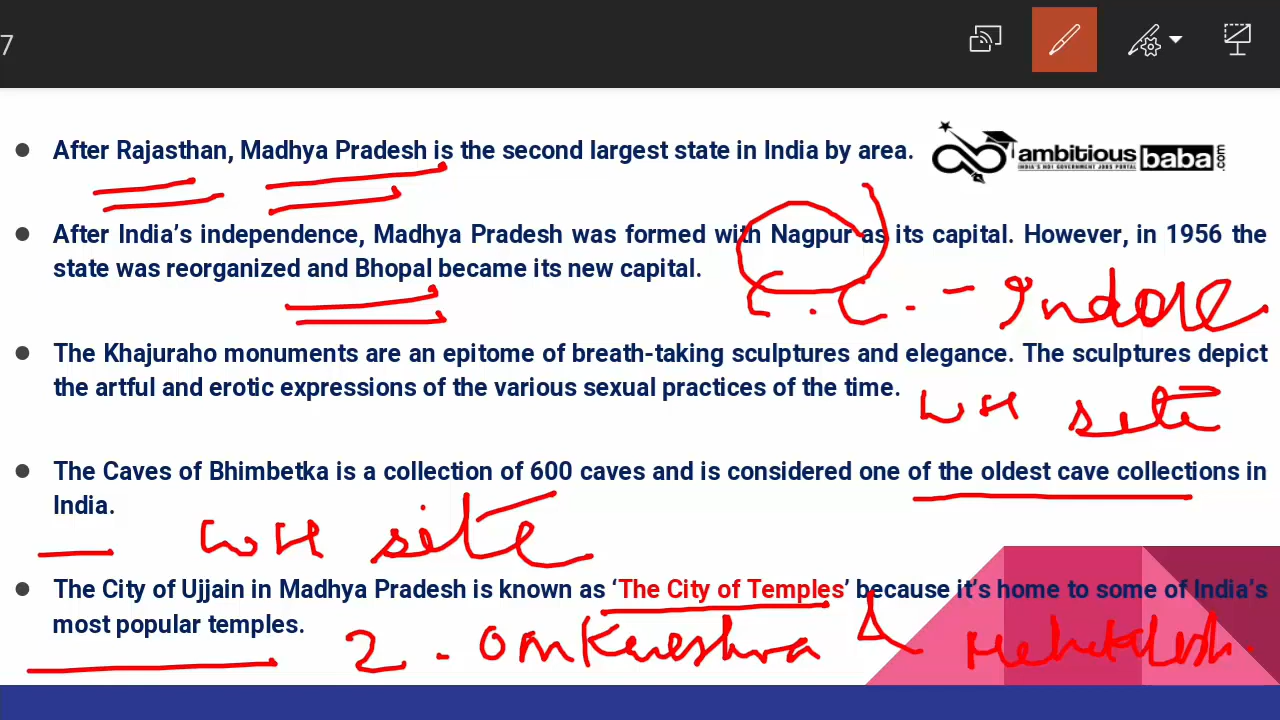 7
After Rajasthan, Madhya Pradesh is the second largest state in India by area.
ambitiousbaba.com
INDIA'S NO1 GOVERNMENT JOBS PORTAL
After India's independence, Madhya Pradesh was formed with Nagpur as its capital. However, in 1956 the
state was reorganized and Bhopal became its new capital.
C.C. - Indore
The Khajuraho monuments are an epitome of breath-taking sculptures and elegance. The sculptures depict
the artful and erotic expressions of the various sexual practices of the time.
WH site
The Caves of Bhimbetka is a collection of 600 caves and is considered one of the oldest cave collections in
India.
WH site
The City of Ujjain in Madhya Pradesh is known as ‘The City of Temples’ because it’s home to some of India’s
most popular temples.
2. Omkareshwa &